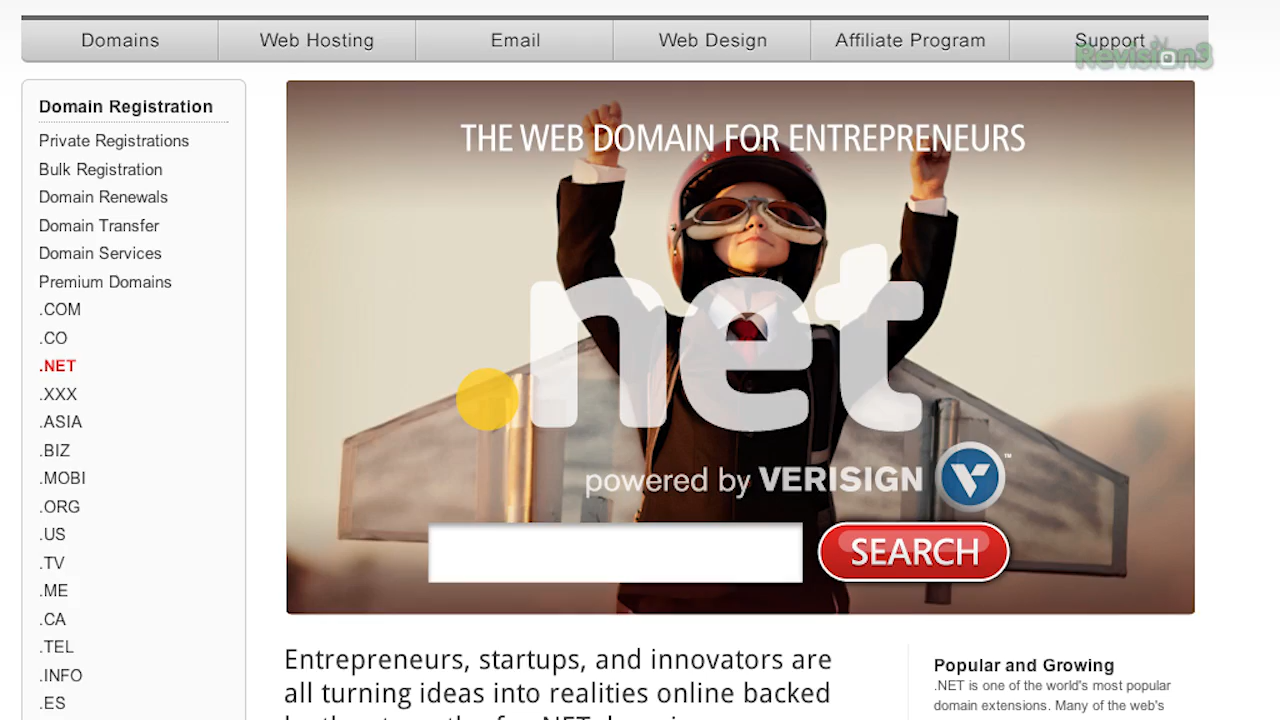 Domains
Web Hosting
Email
Web Design
Affiliate Program
Support
Revision3
Domain Registration
Private Registrations
Bulk Registration
Domain Renewals
Domain Transfer
Domain Services
Premium Domains
.COM
.CO
.NET
.XXX
.ASIA
.BIZ
.MOBI
.ORG
.US
.TV
.ME
.CA
.TEL
.INFO
.ES
THE WEB DOMAIN FOR ENTREPRENEURS
.net
powered by VERISIGN™
SEARCH
Entrepreneurs, startups, and innovators are
all turning ideas into realities online backed
Popular and Growing
.NET is one of the world's most popular
domain extensions. Many of the web's